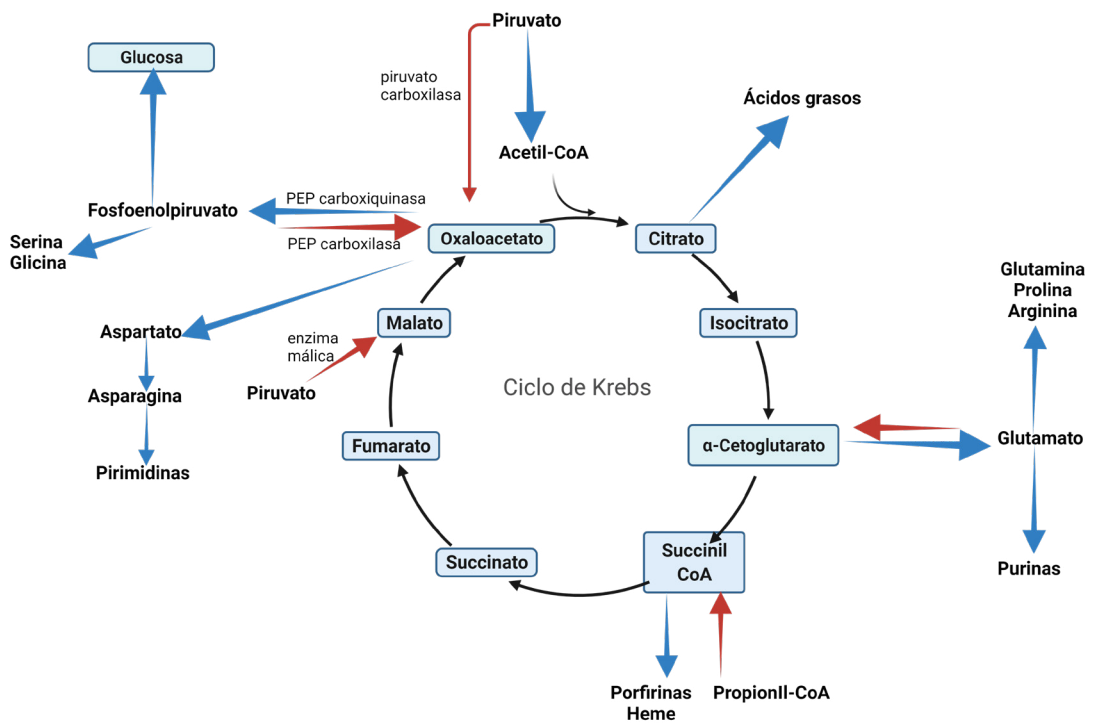 Piruvato
Glucosa
piruvato
carboxilasa
Ácidos grasos
Acetil-CoA
PEP carboxiquinasa
Fosfoenolpiruvato
Serina
Glicina
PEP carboxilasa
Oxaloacetato
Citrato
Glutamina
Prolina
Arginina
Aspartato
Malato
Isocitrato
enzima
málica
Piruvato
Asparagina
Ciclo de Krebs
Pirimidinas
Fumarato
α-Cetoglutarato
Glutamato
Succinato
Succinil
CoA
Purinas
Porfirinas
Heme
PropionIl-CoA